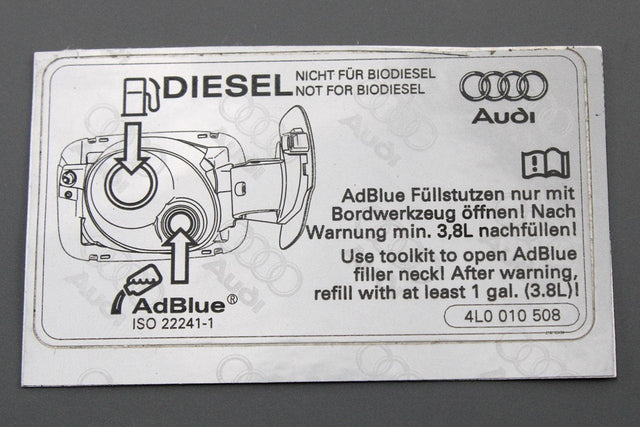 DIESEL
NICHT FÜR BIODIESEL
NOT FOR BIODIESEL
Audi
AdBlue Füllstutzen nur mit
Bordwerkzeug öffnen! Nach
Warnung min. 3,8L nachfüllen!
Use toolkit to open AdBlue
filler neck! After warning,
refill with at least 1 gal. (3.8L)!
AdBlue®
ISO 22241-1
4L0 010 508